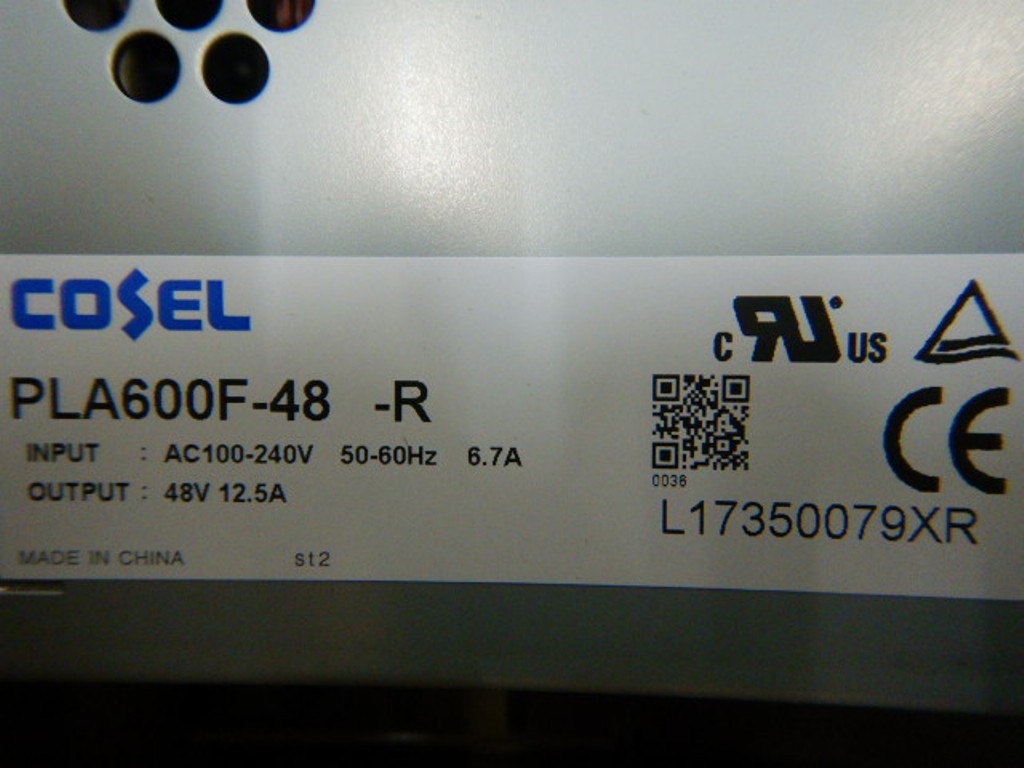 COSEL
PLA600F-48 -R
INPUT : AC100-240V 50-60Hz 6.7A
OUTPUT : 48V 12.5A
MADE IN CHINA st2
c RU US
CE
0036
L17350079XR